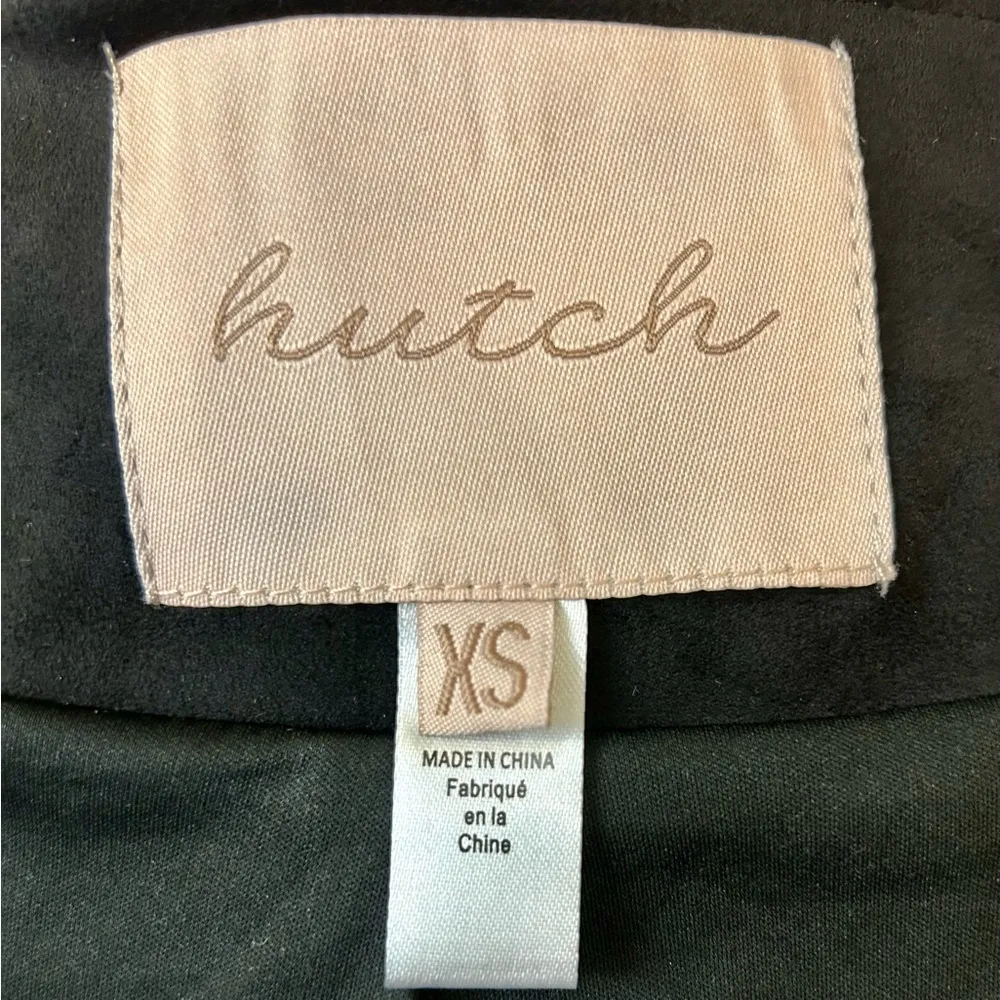 hutch
XS
MADE IN CHINA
Fabriqué
en la
Chine